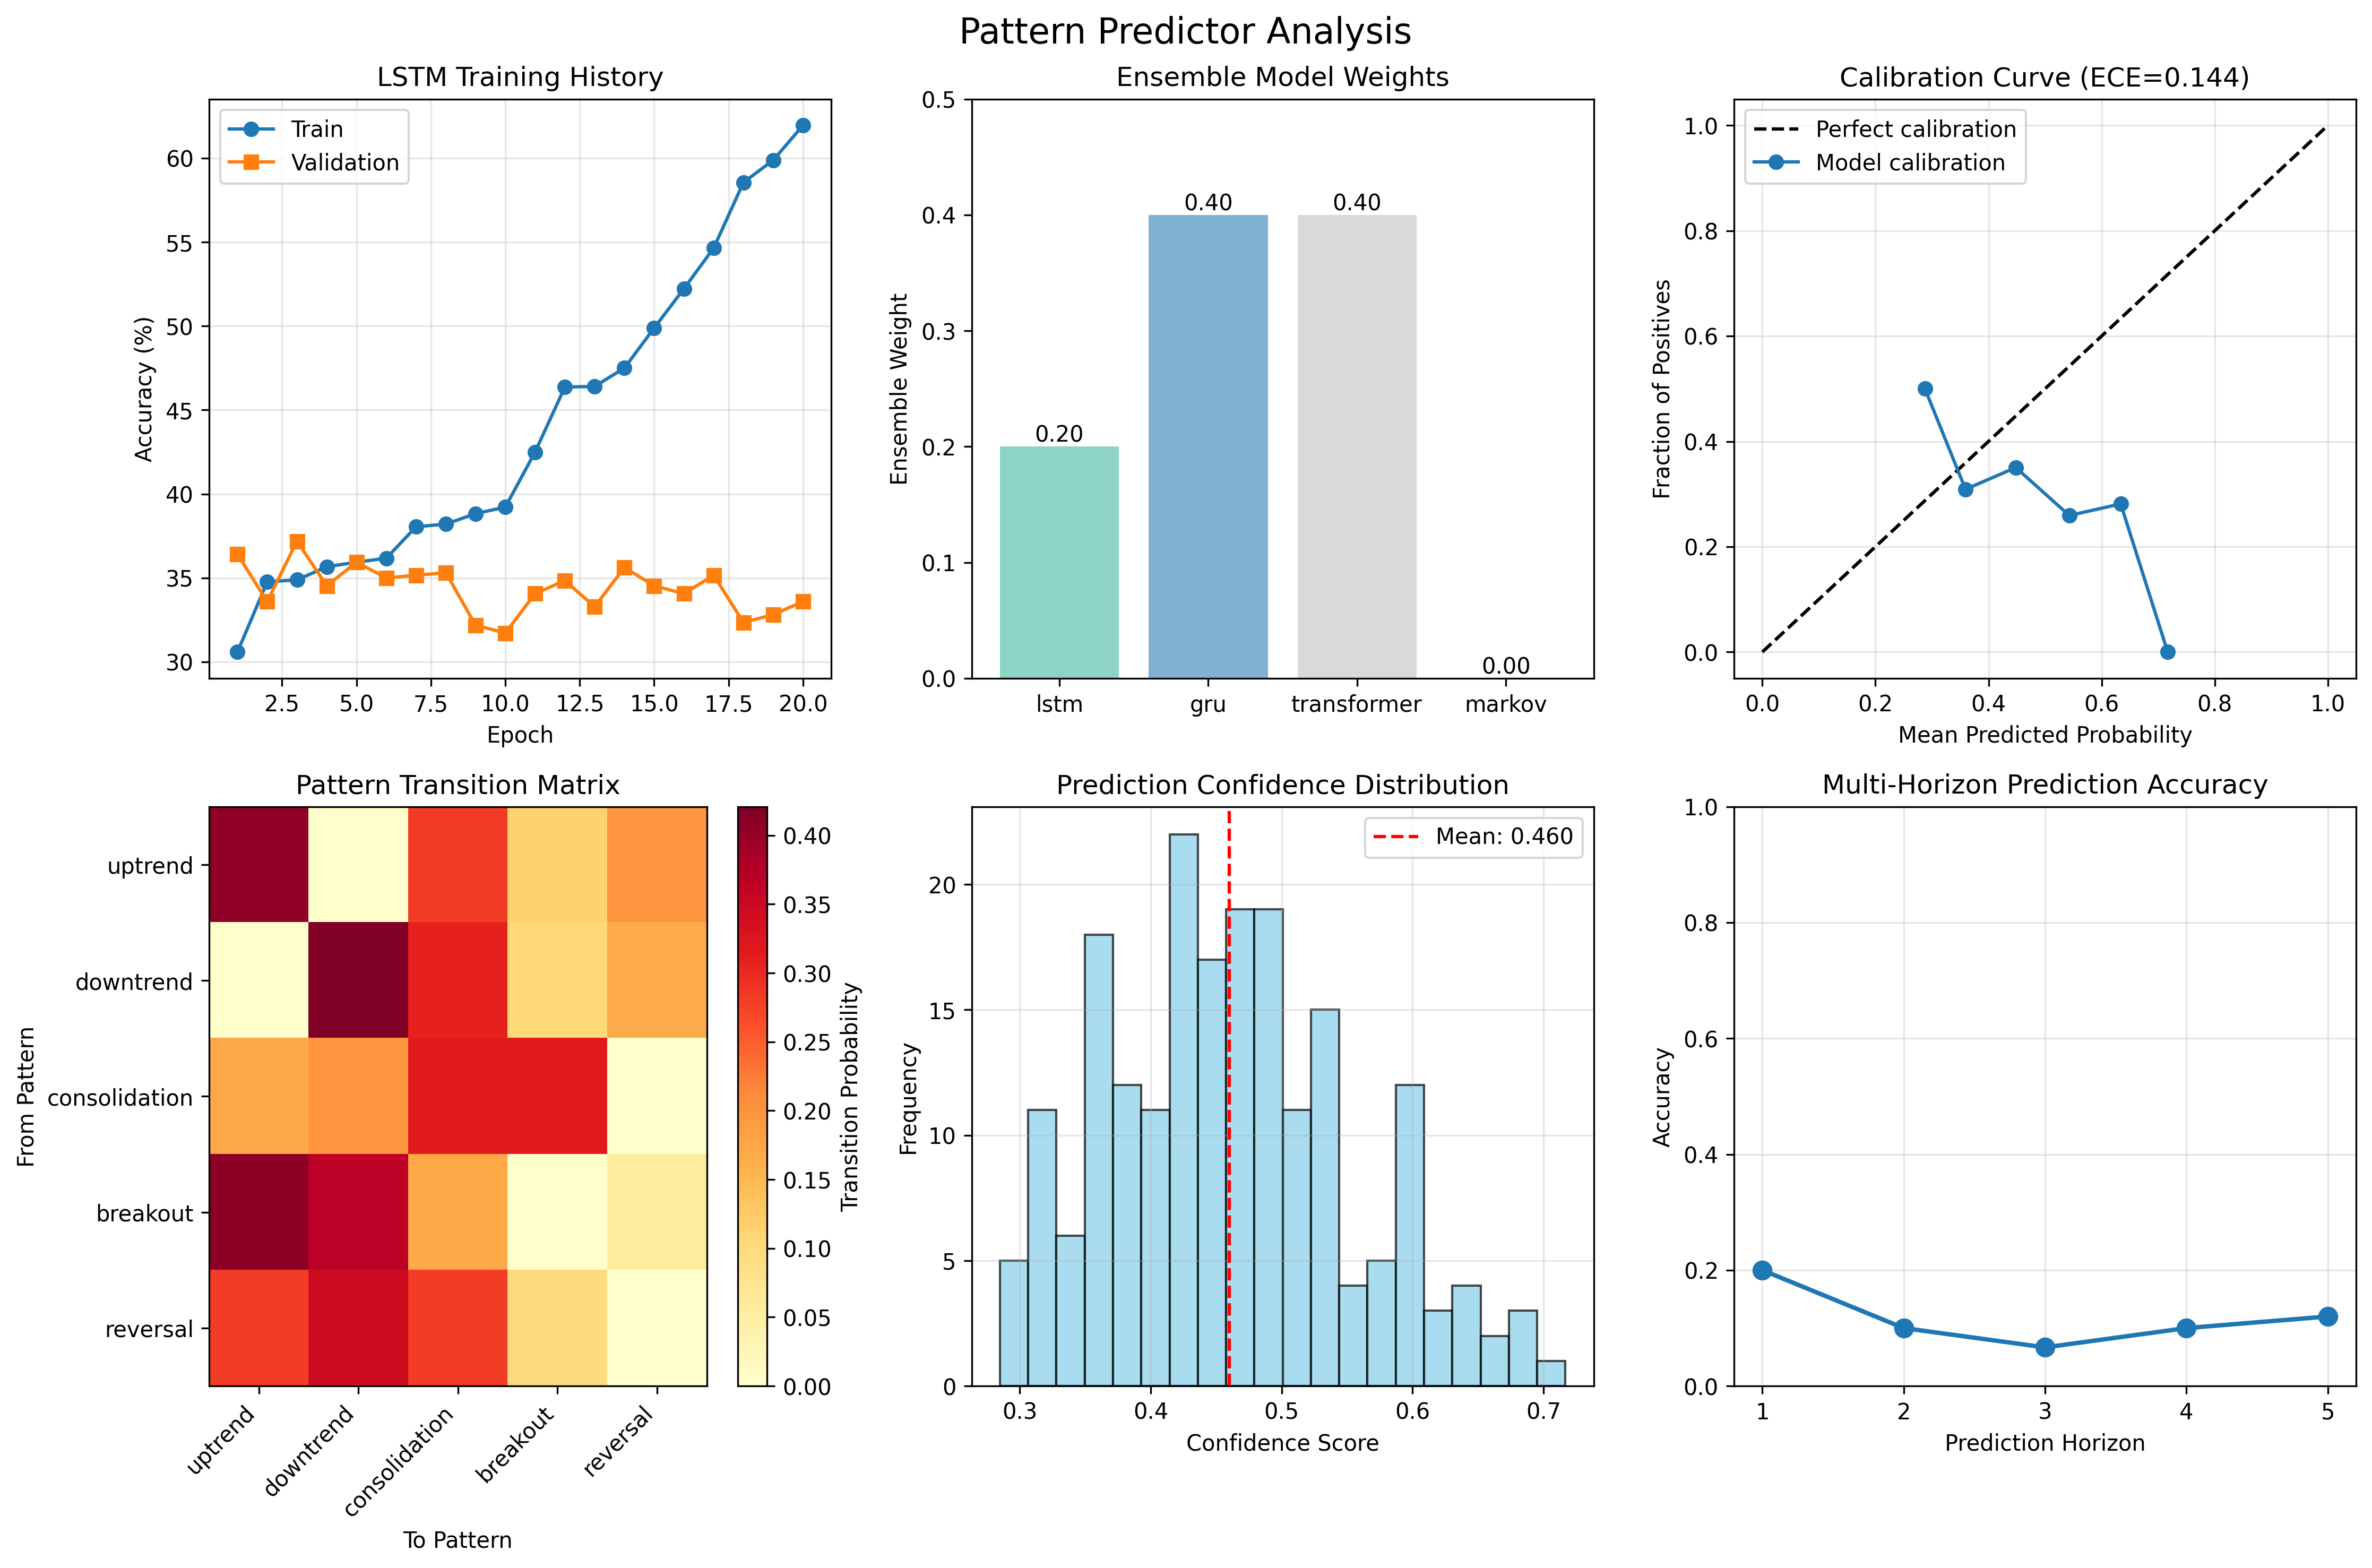 Pattern Predictor Analysis
LSTM Training History
Train
Validation
60
55
50
45
40
35
30
Accuracy (%)
2.5 5.0 7.5 10.0 12.5 15.0 17.5 20.0
Epoch
Ensemble Model Weights
0.5
0.4
0.3
0.2
0.1
0.0
Ensemble Weight
0.20
0.40
0.40
0.00
lstm gru transformer markov
Calibration Curve (ECE=0.144)
Perfect calibration
Model calibration
1.0
0.8
0.6
0.4
0.2
0.0
Fraction of Positives
0.0 0.2 0.4 0.6 0.8 1.0
Mean Predicted Probability
Pattern Transition Matrix
uptrend
downtrend
consolidation
breakout
reversal
From Pattern
uptrend
downtrend
consolidation
breakout
reversal
To Pattern
0.40
0.35
0.30
0.25
0.20
0.15
0.10
0.05
0.00
Transition Probability
Prediction Confidence Distribution
Mean: 0.460
20
15
10
5
0
Frequency
0.3 0.4 0.5 0.6 0.7
Confidence Score
Multi-Horizon Prediction Accuracy
1.0
0.8
0.6
0.4
0.2
0.0
Accuracy
1 2 3 4 5
Prediction Horizon